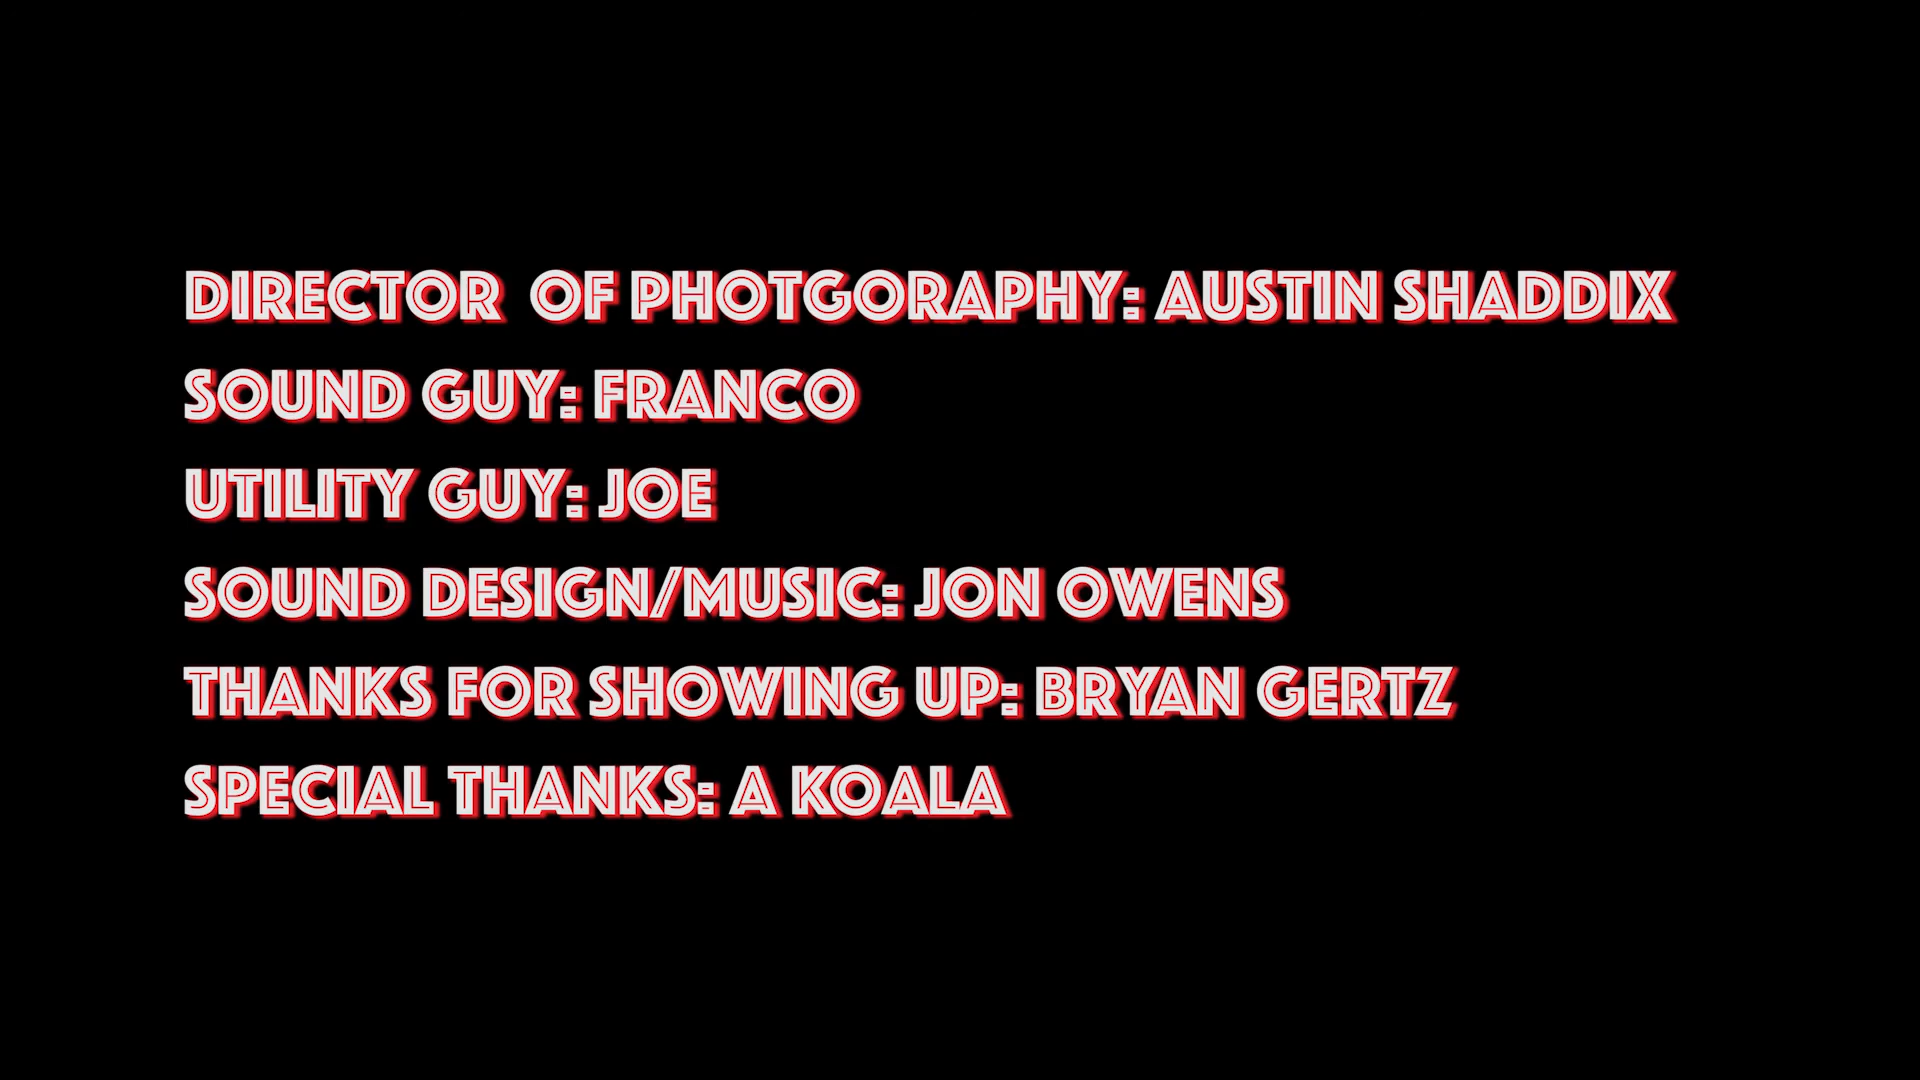 DIRECTOR  OF PHOTGORAPHY: AUSTIN SHADDIX
SOUND GUY: FRANCO
UTILITY GUY: JOE
SOUND DESIGN/MUSIC: JON OWENS
THANKS FOR SHOWING UP: BRYAN GERTZ
SPECIAL THANKS: A KOALA